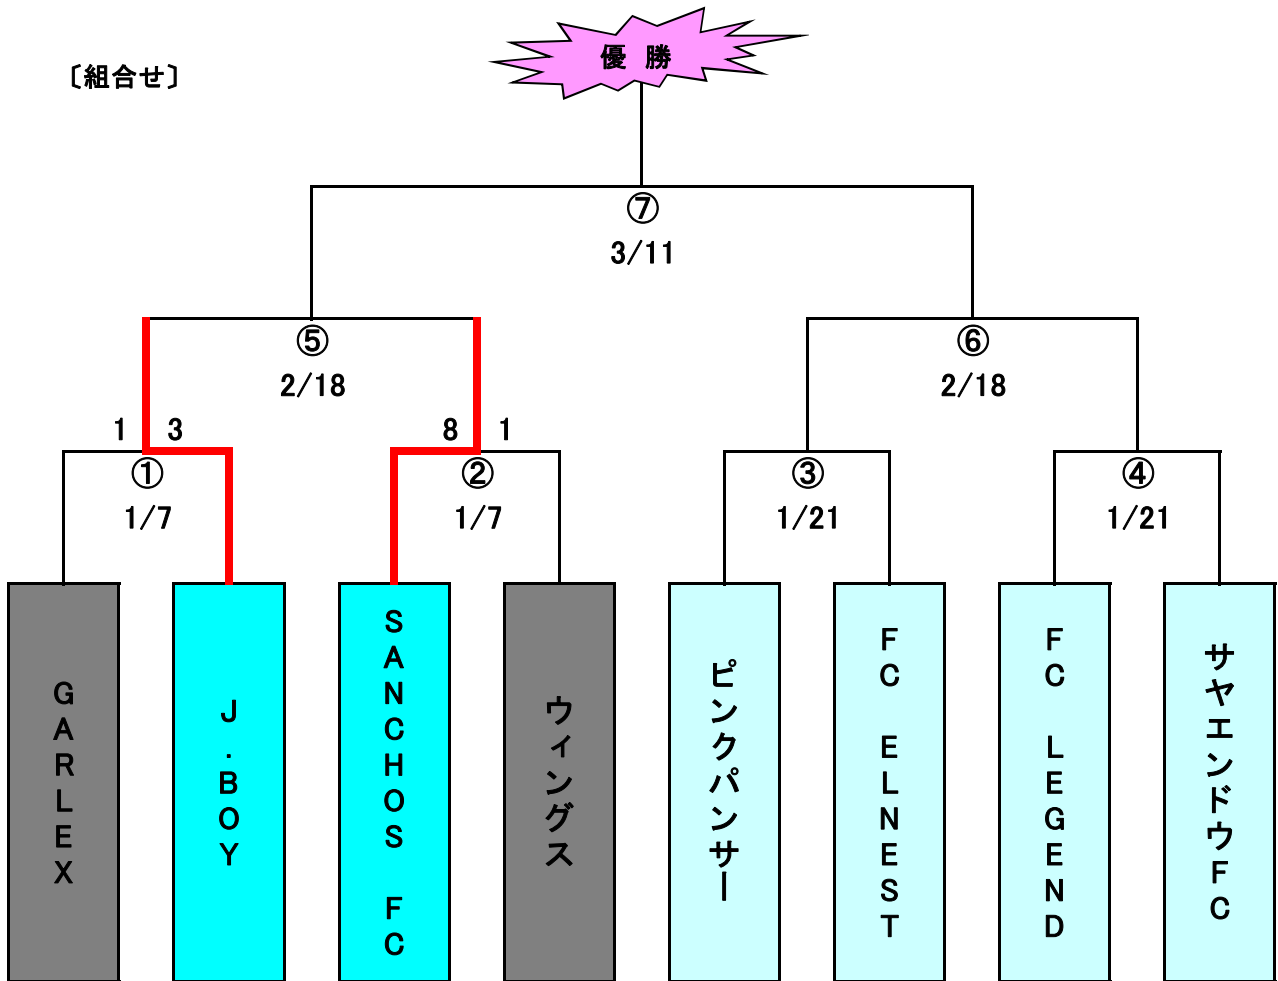 優 勝
〔組合せ〕
⑦
3/11
⑤
⑥
2/18
2/18
1 3
8 1
①
②
③
④
1/7
1/7
1/21
1/21
GARLEX
J.BOY
SANCHOS FC
ウィングス
ピンクパンサー
FC ELNEST
FC LEGEND
サヤエンドウFC